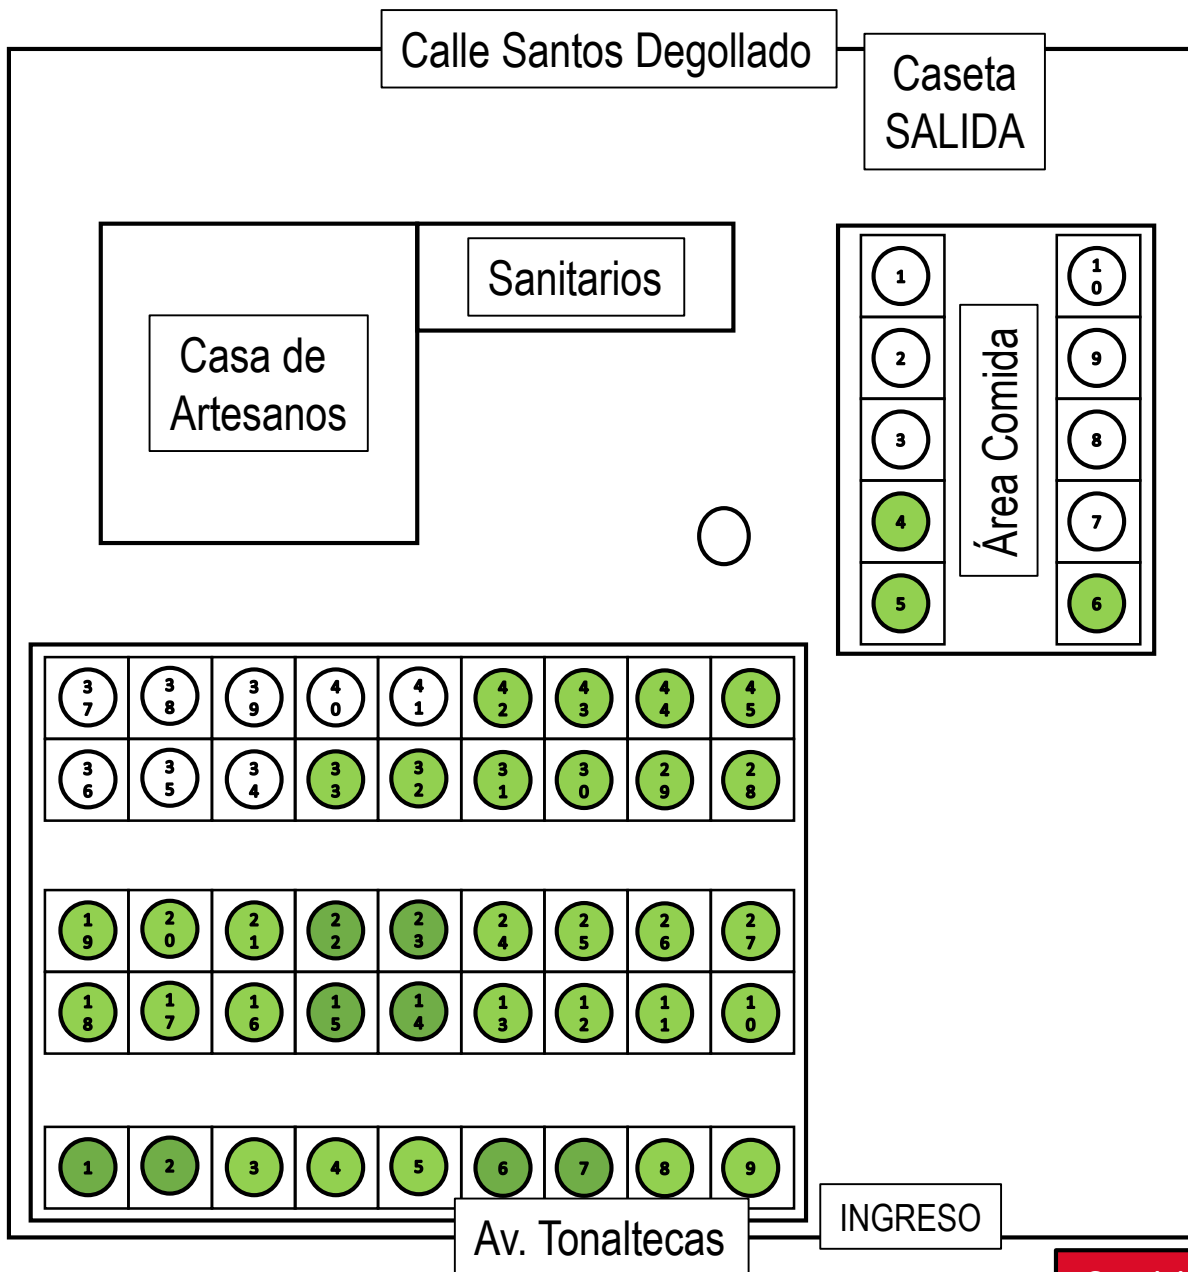 Calle Santos Degollado
Caseta
SALIDA
Sanitarios
Casa de
Artesanos
Área Comida
1 10
2 9
3 8
4 7
5 6
37 38 39 40 41 42 43 44 45
36 35 34 33 32 31 30 29 28
19 20 21 22 23 24 25 26 27
18 17 16 15 14 13 12 11 10
1 2 3 4 5 6 7 8 9
Av. Tonaltecas
INGRESO